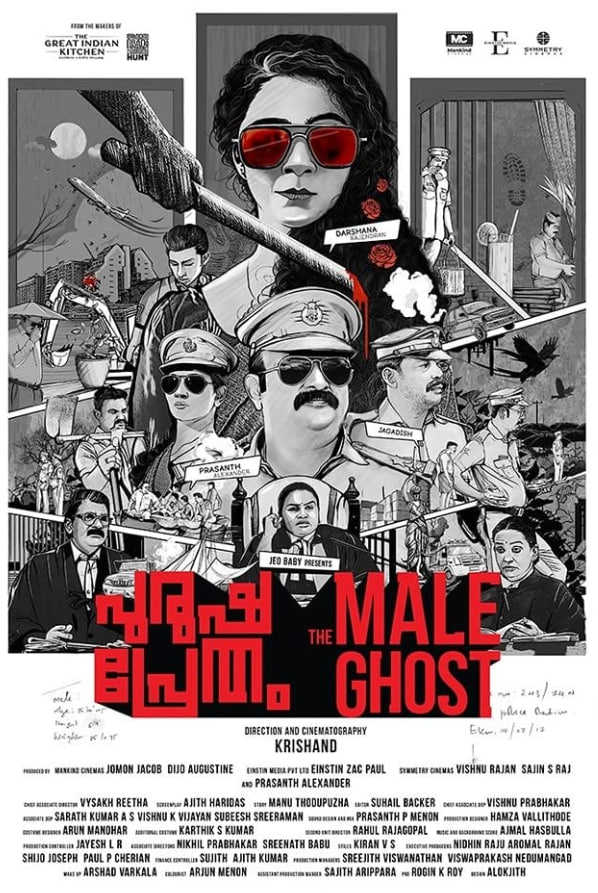 FROM THE MAKERS OF
THE
GREAT INDIAN
KITCHEN
HUNT
MC
Mankind
CINEMAS
E
SYMMETRY
CINEMAS
DARSHANA
RAJENDRAN
JAGADISH
PRASANTH
ALEXANDER
JEO BABY PRESENTS
പുരുഷ
പ്രേതം
THE MALE
GHOST
DIRECTION AND CINEMATOGRAPHY
KRISHAND
PRODUCED BY MANKIND CINEMAS JOMON JACOB DIJO AUGUSTINE EINSTIN MEDIA PVT LTD EINSTIN ZAC PAUL SYMMETRY CINEMAS VISHNU RAJAN SAJIN S RAJ
AND PRASANTH ALEXANDER
CHIEF ASSOCIATE DIRECTOR VYSAKH REETHA SCREENPLAY AJITH HARIDAS STORY MANU THODUPUZHA EDITOR SUHAIL BACKER CHIEF ASSOCIATE DOP VISHNU PRABHAKAR
ASSOCIATE DOP SARATH KUMAR A S VISHNU K VIJAYAN SUBEESH SREERAMAN SOUND DESIGN AND MIX PRASANTH P MENON PRODUCTION DESIGNER HAMZA VALLITHODE
COSTUME DESIGNER ARUN MANOHAR ADDITIONAL COSTUME KARTHIK S KUMAR SECOND UNIT DIRECTOR RAHUL RAJAGOPAL MUSIC AND BACKGROUND SCORE AJMAL HASBULLA
PRODUCTION CONTROLLER JAYESH L R ASSOCIATE DIRECTORS NIKHIL PRABHAKAR SREENATH BABU STILLS KIRAN V S EXECUTIVE PRODUCERS NIDHIN RAJU AROMAL RAJAN
SHIJO JOSEPH PAUL P CHERIAN FINANCE CONTROLLER SUJITH AJITH KUMAR PRODUCTION MANAGERS SREEJITH VISWANATHAN VISWAPRAKASH NEDUMANGAD
MAKE UP ARSHAD VARKALA COLOURIST ARJUN MENON ASSISTANT PRODUCTION MANAGER SAJITH ARIPPARA PRO ROGIN K ROY DESIGN ALOKJITH